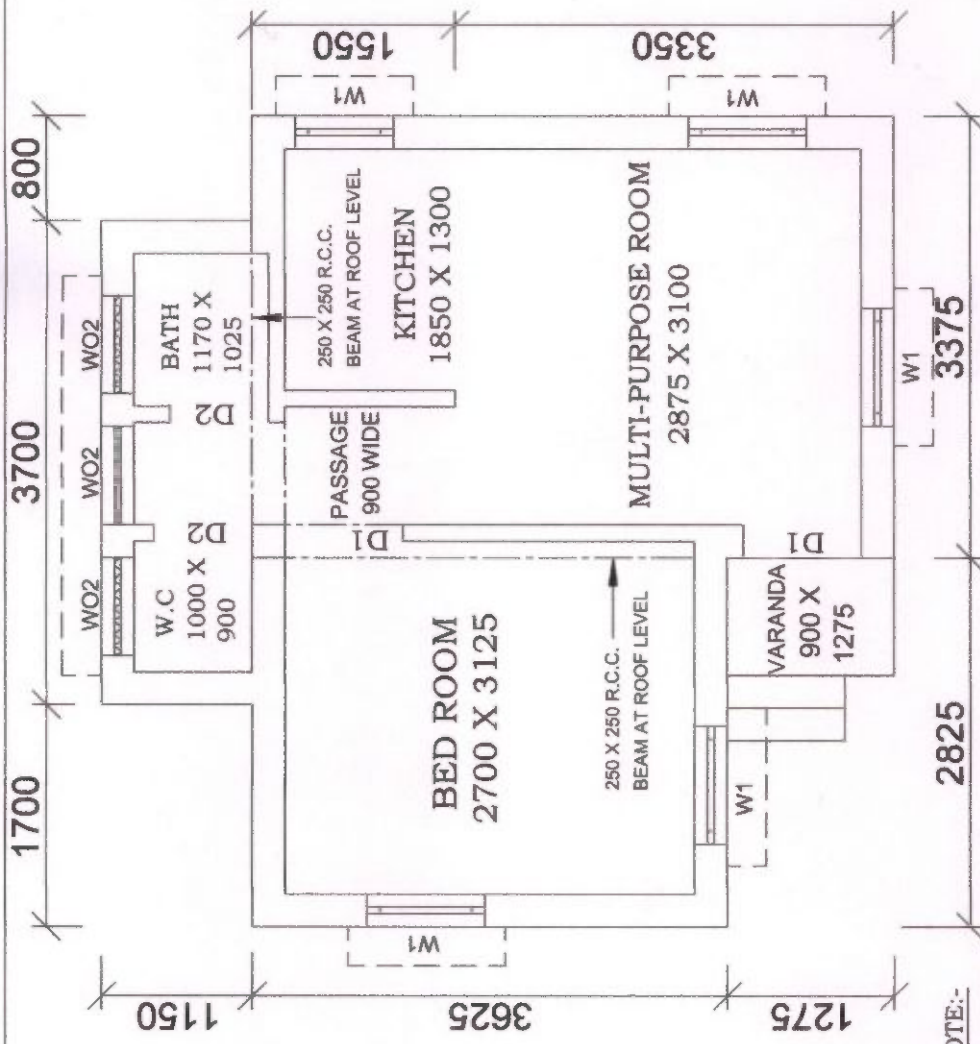 1700
3700
800
1150
3625
1275
1550
3350
2825
3375
WO2
WO2
WO2
W.C
1000 X
900
D2
D2
BATH
1170 X
1025
W1
250 X 250 R.C.C.
BEAM AT ROOF LEVEL
KITCHEN
1850 X 1300
PASSAGE
900 WIDE
D1
BED ROOM
2700 X 3125
W1
250 X 250 R.C.C.
BEAM AT ROOF LEVEL
MULTI-PURPOSE ROOM
2875 X 3100
W1
D1
VARANDA
900 X
1275
W1
W1
OTE:-